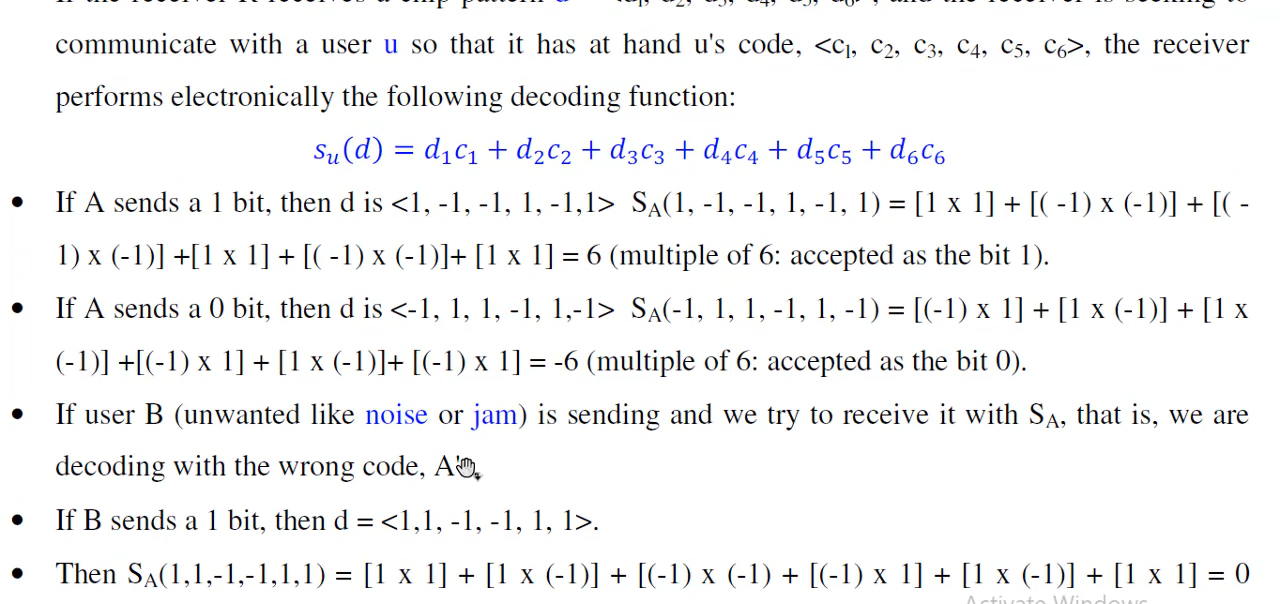 communicate with a user u so that it has at hand u's code, <c1, c2, c3, c4, c5, c6>, the receiver
performs electronically the following decoding function:
su(d) = d1c1 + d2c2 + d3c3 + d4c4 + d5c5 + d6c6
• If A sends a 1 bit, then d is <1, -1, -1, 1, -1,1> SA(1, -1, -1, 1, -1, 1) = [1 x 1] + [( -1) x (-1)] + [( -
1) x (-1)] +[1 x 1] + [( -1) x (-1)]+ [1 x 1] = 6 (multiple of 6: accepted as the bit 1).
• If A sends a 0 bit, then d is <-1, 1, 1, -1, 1,-1> SA(-1, 1, 1, -1, 1, -1) = [(-1) x 1] + [1 x (-1)] + [1 x
(-1)] +[(-1) x 1] + [1 x (-1)]+ [(-1) x 1] = -6 (multiple of 6: accepted as the bit 0).
• If user B (unwanted like noise or jam) is sending and we try to receive it with SA, that is, we are
decoding with the wrong code, A'
• If B sends a 1 bit, then d = <1,1, -1, -1, 1, 1>.
• Then SA(1,1,-1,-1,1,1) = [1 x 1] + [1 x (-1)] + [(-1) x (-1) + [(-1) x 1] + [1 x (-1)] + [1 x 1] = 0